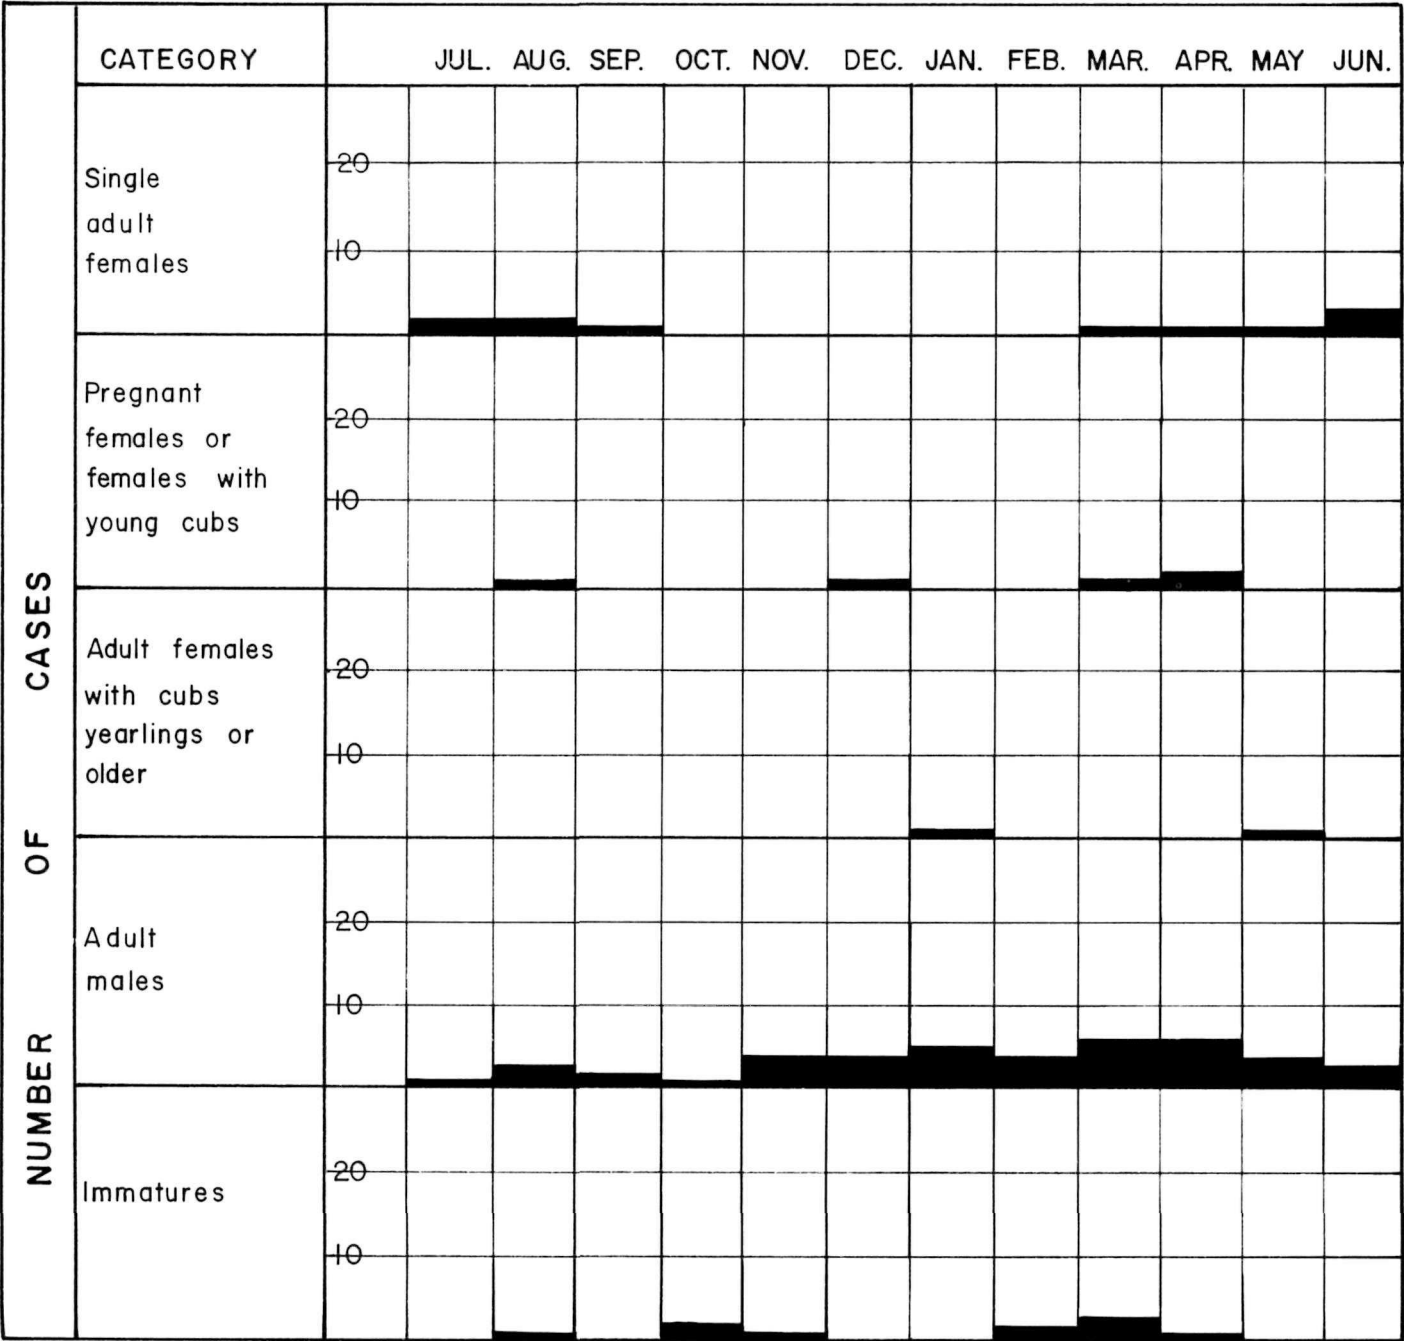 CATEGORY JUL. AUG. SEP. OCT. NOV. DEC. JAN. FEB. MAR. APR. MAY JUN.
20
Single
adult
10
females
Pregnant
20
females or
females with
10
young cubs
Adult females
20
with cubs
yearlings or
10
older
20
Adult
males
10
20
Immatures
10
NUMBER OF CASES